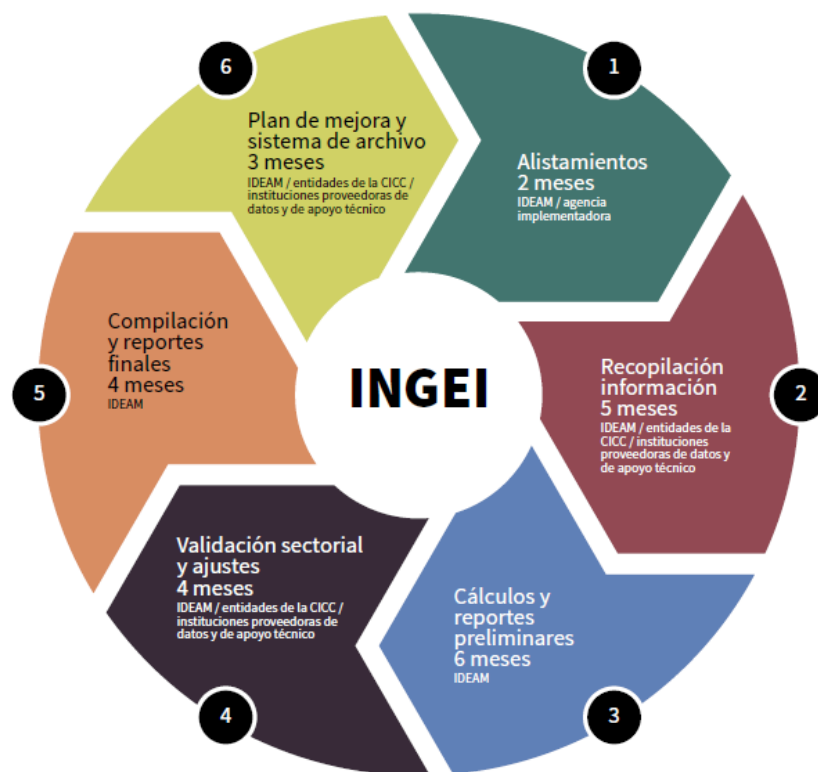 1
Alistamientos
2 meses
IDEAM / agencia
implementadora
2
Recopilación
información
5 meses
IDEAM / entidades de la
CICC / instituciones
proveedoras de datos y
de apoyo técnico
3
Cálculos y
reportes
preliminares
6 meses
IDEAM
4
Validación sectorial
y ajustes
4 meses
IDEAM / entidades de la CICC /
instituciones proveedoras de
datos y de apoyo técnico
5
Compilación
y reportes
finales
4 meses
IDEAM
6
Plan de mejora y
sistema de archivo
3 meses
IDEAM / entidades de la CICC /
instituciones proveedoras de
datos y de apoyo técnico
INGEI